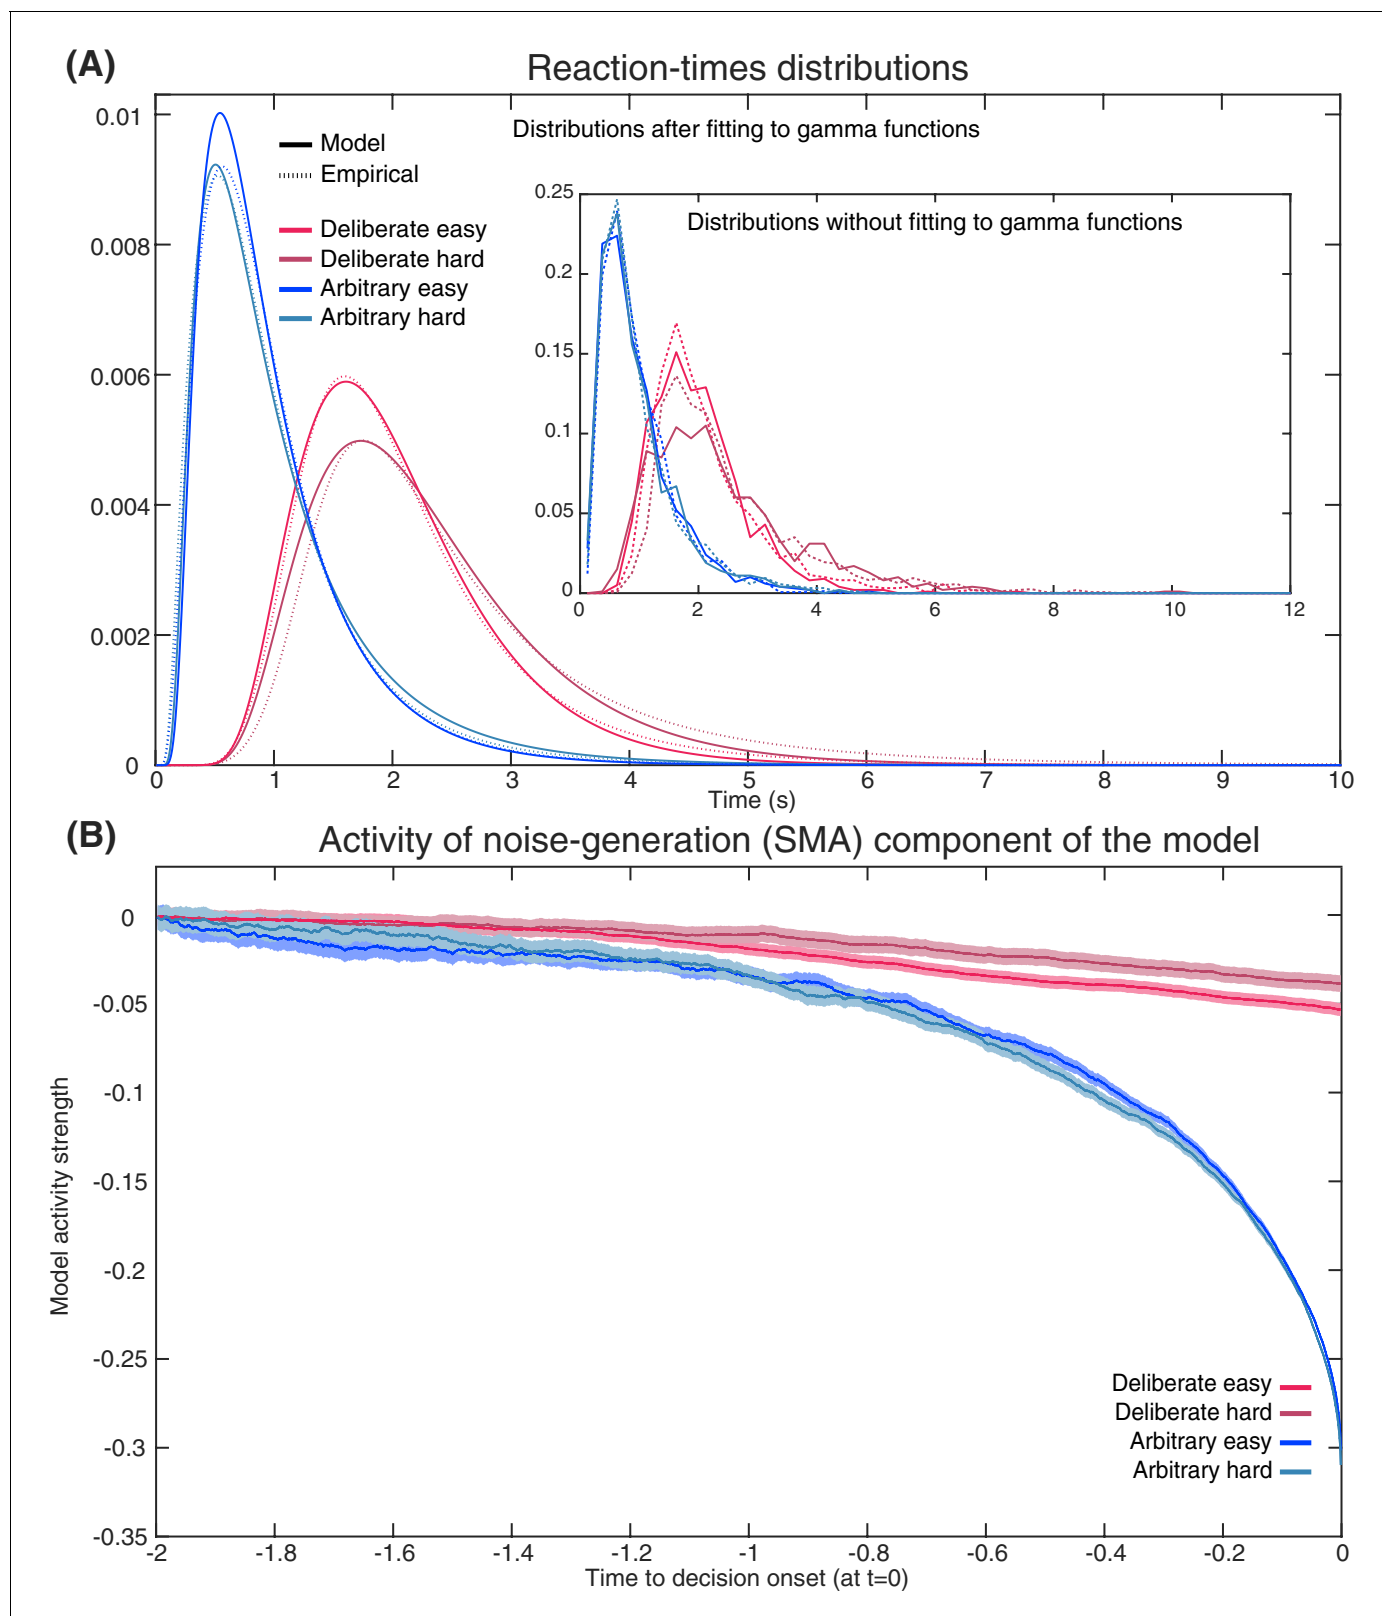 (A)
Reaction-times distributions
Distributions after fitting to gamma functions
Model
Empirical
Deliberate easy
Deliberate hard
Arbitrary easy
Arbitrary hard
0.01
0.008
0.006
0.004
0.002
0
0 1 2 3 4 5 6 7 8 9 10
Time (s)
Distributions without fitting to gamma functions
0.25
0.2
0.15
0.1
0.05
0
0 2 4 6 8 10 12
(B)
Activity of noise-generation (SMA) component of the model
Model activity strength
0
-0.05
-0.1
-0.15
-0.2
-0.25
-0.3
-0.35
Deliberate easy
Deliberate hard
Arbitrary easy
Arbitrary hard
-2 -1.8 -1.6 -1.4 -1.2 -1 -0.8 -0.6 -0.4 -0.2 0
Time to decision onset (at t=0)